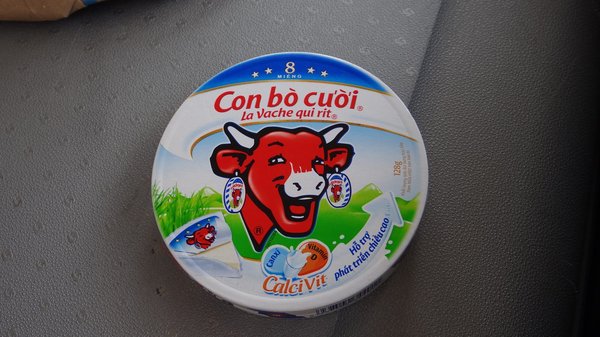 8
MIẾNG
Con bò cười®
La Vache qui rit®
128g
®
Canxi
Vitamin
D
CalciVit
Hỗ trợ
phát triển chiều cao